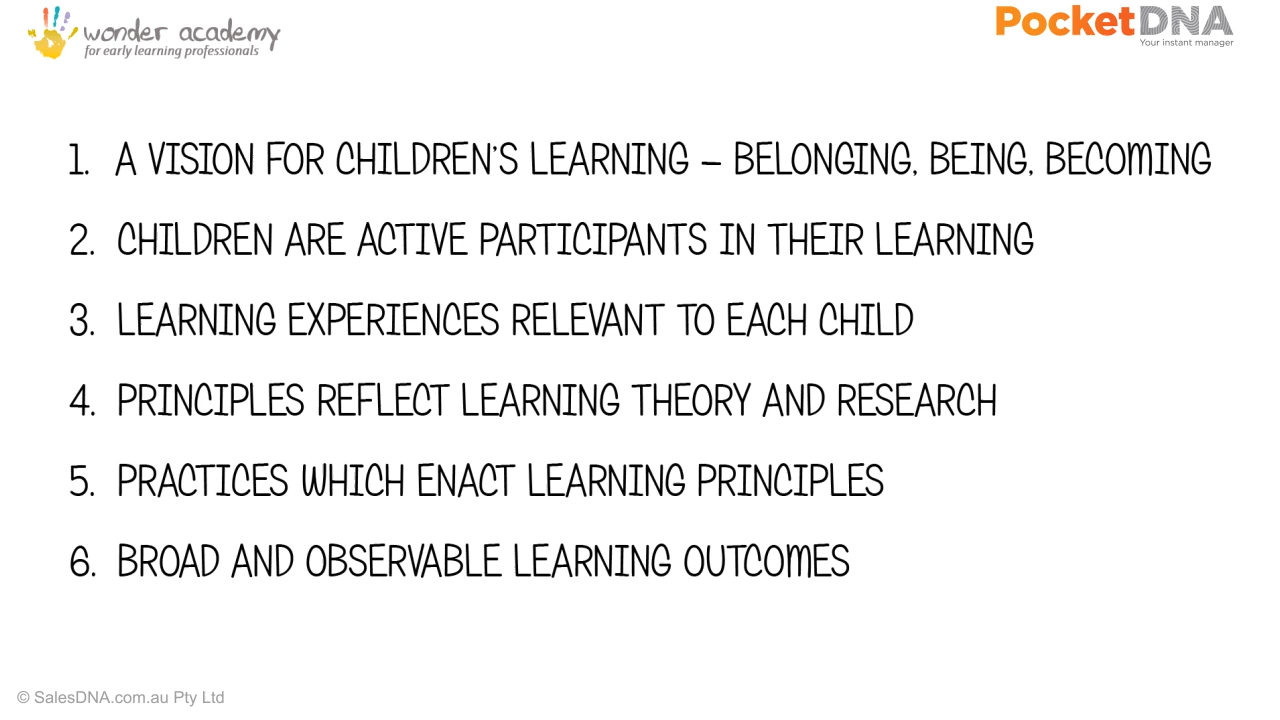 wonder academy
for early learning professionals
PocketDNA
Your instant manager
1. A VISION FOR CHILDREN'S LEARNING – BELONGING, BEING, BECOMING
2. CHILDREN ARE ACTIVE PARTICIPANTS IN THEIR LEARNING
3. LEARNING EXPERIENCES RELEVANT TO EACH CHILD
4. PRINCIPLES REFLECT LEARNING THEORY AND RESEARCH
5. PRACTICES WHICH ENACT LEARNING PRINCIPLES
6. BROAD AND OBSERVABLE LEARNING OUTCOMES
© SalesDNA.com.au Pty Ltd